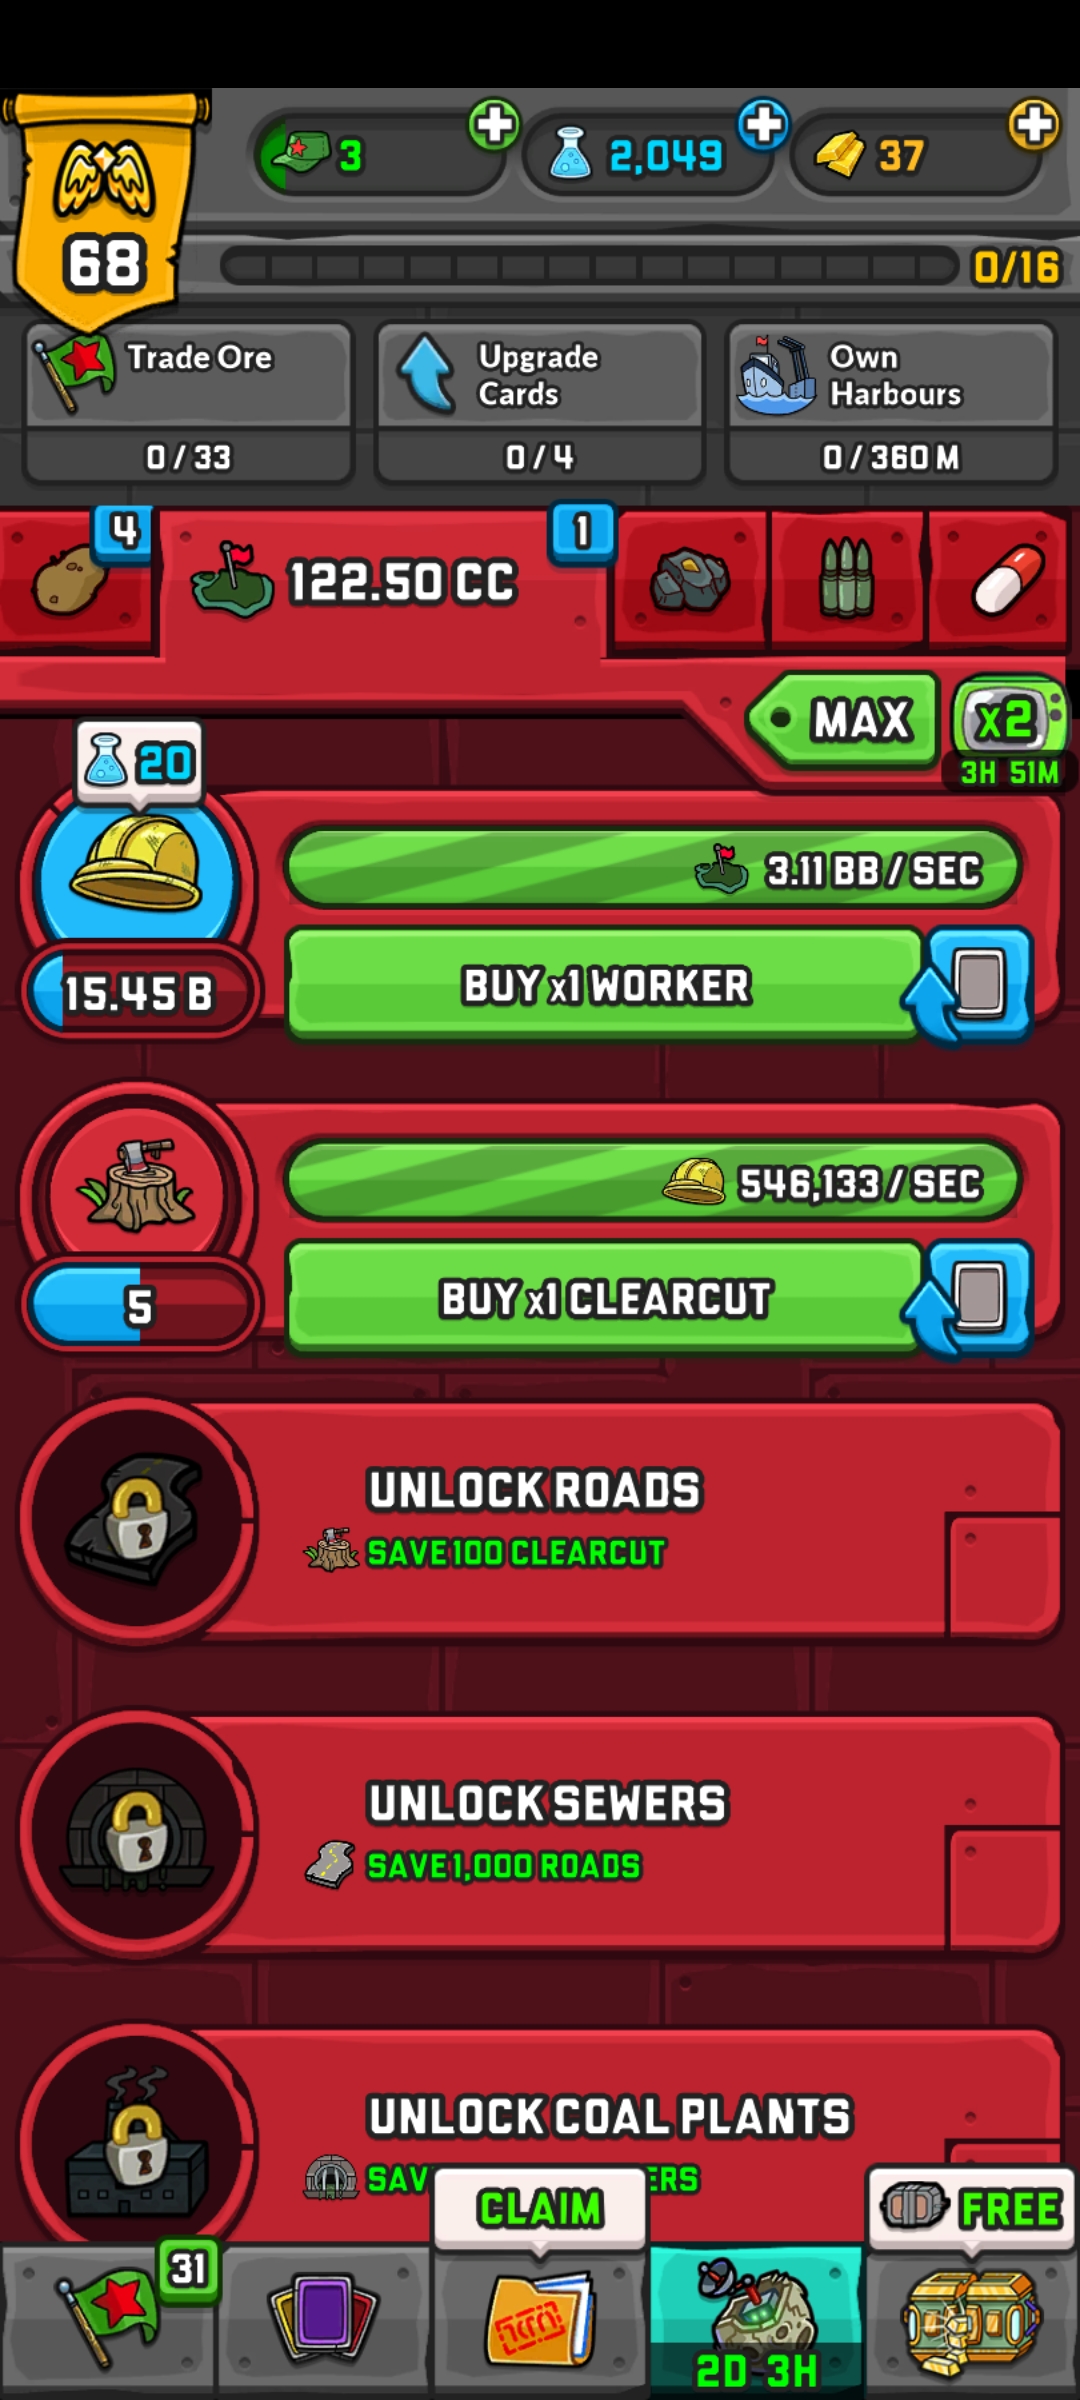 3
2,049
37
68
0/16
Trade Ore
0 / 33
Upgrade
Cards
0 / 4
Own
Harbours
0 / 360 M
4
122.50 CC
1
MAX
x2
3H 51M
20
3.11 BB / SEC
15.45 B
BUY x1 WORKER
546,133 / SEC
5
BUY x1 CLEARCUT
UNLOCK ROADS
SAVE 100 CLEARCUT
UNLOCK SEWERS
SAVE 1,000 ROADS
UNLOCK COAL PLANTS
CLAIM
FREE
31
2D 3H